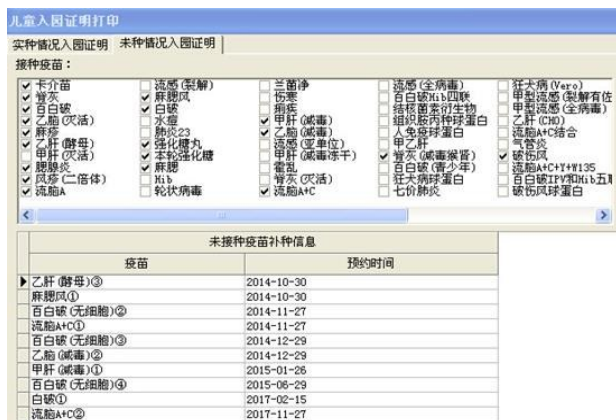 儿童入园证明打印
实种情况入园证明 未种情况入园证明
接种疫苗：
卡介苗 流感(裂解) 兰菌净 流感(全病毒) 狂犬病(Vero)
脊灰 麻腮风 伤寒 百白破Hib四联 甲型流感(裂解有佐
百白破 白破 痢疾 结核菌素衍生物 甲型流感(全病毒)
乙脑(灭活) 水痘 甲肝(减毒) 组织胺丙种球蛋白 乙肝(CHO)
麻疹 肺炎23 乙脑(减毒) 人免疫球蛋白 流脑A+C结合
乙肝(酵母) 强化糖丸 流感(亚单位) 甲乙肝 气管炎
甲肝(灭活) 本轮强化糖 甲肝(减毒冻干) 脊灰(减毒猴肾) 破伤风
腮腺炎 麻腮 霍乱 百白破(青少年) 流脑A+C+Y+W135
风疹(二倍体) Hib 脊灰(灭活) 狂犬病球蛋白 百白破IPV和Hib五联
流脑A 轮状病毒 流脑A+C 七价肺炎 破伤风球蛋白
未接种疫苗补种信息
疫苗 预约时间
乙肝(酵母)③ 2014-10-30
麻腮风① 2014-10-30
百白破(无细胞)② 2014-11-27
流脑A+C① 2014-11-27
百白破(无细胞)③ 2014-12-29
乙脑(减毒)② 2014-12-29
甲肝(减毒)① 2015-01-26
百白破(无细胞)④ 2015-06-29
白破① 2017-02-15
流脑A+C② 2017-11-27